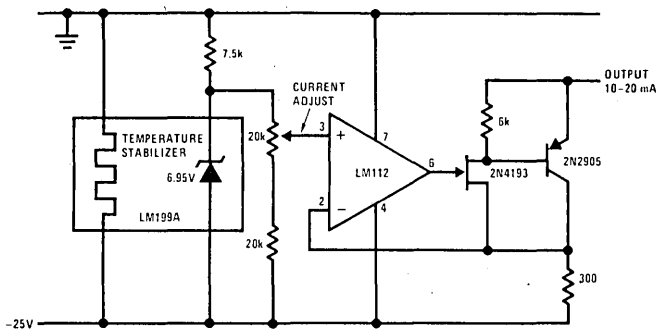 7.5k
OUTPUT
10-20 mA
CURRENT
ADJUST
6k
TEMPERATURE
STABILIZER
20k
3
+
7
LM112
6
2N4193
2N2905
6.95V
2
−
4
LM199A
20k
300
−25V